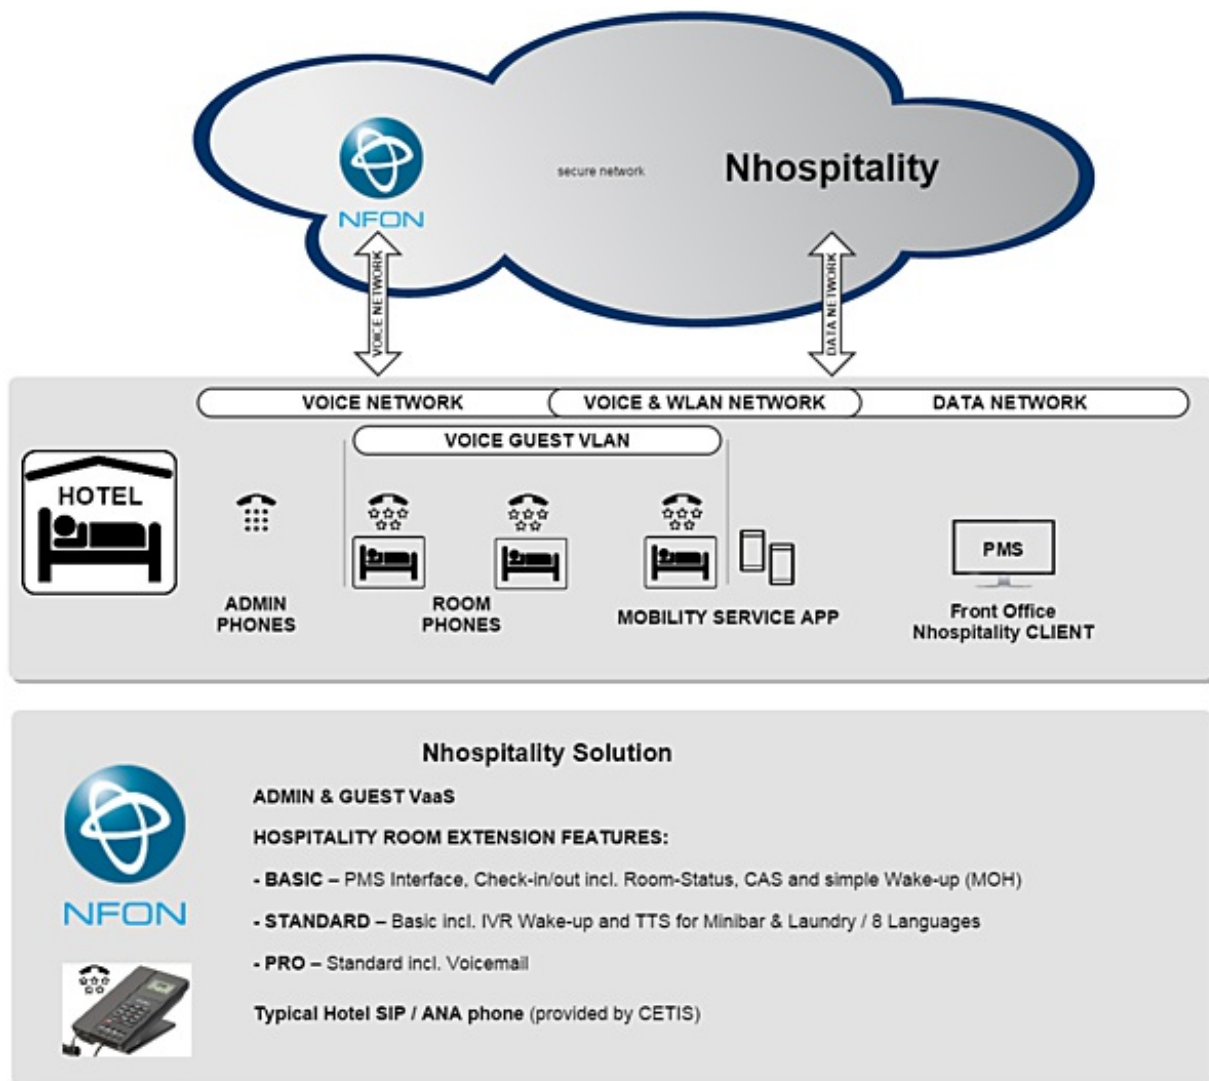 NFON
secure network
Nhospitality
VOICE NETWORK
DATA NETWORK
VOICE NETWORK
VOICE & WLAN NETWORK
DATA NETWORK
VOICE GUEST VLAN
HOTEL
PMS
ADMIN
PHONES
ROOM
PHONES
MOBILITY SERVICE APP
Front Office
Nhospitality CLIENT
Nhospitality Solution
NFON
ADMIN & GUEST VaaS
HOSPITALITY ROOM EXTENSION FEATURES:
- BASIC – PMS Interface, Check-in/out incl. Room-Status, CAS and simple Wake-up (MOH)
- STANDARD – Basic incl. IVR Wake-up and TTS for Minibar & Laundry / 8 Languages
- PRO – Standard incl. Voicemail
Typical Hotel SIP / ANA phone (provided by CETIS)